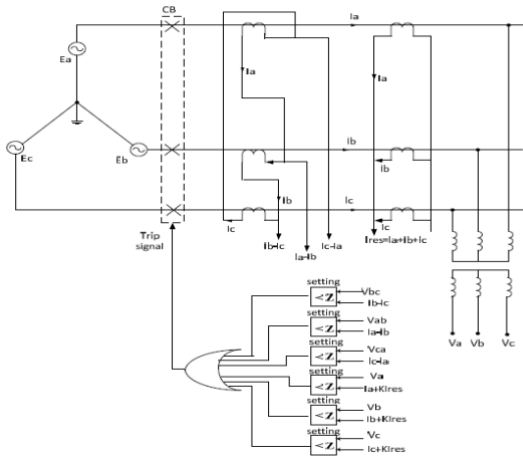 CB
Ia
Ea
Ia
Ia
Ib
Ec
Eb
Ib
Ib
Ic
Ic
Ic
Trip
signal
Ib-Ic
Ia-Ib
Ic-Ia
Ires=Ia+Ib+Ic
Va
Vb
Vc
setting
<Z
Vbc
Ib-Ic
setting
<Z
Vab
Ia-Ib
setting
<Z
Vca
Ic-Ia
setting
<Z
Va
Ia+KIres
setting
<Z
Vb
Ib+KIres
setting
<Z
Vc
Ic+KIres